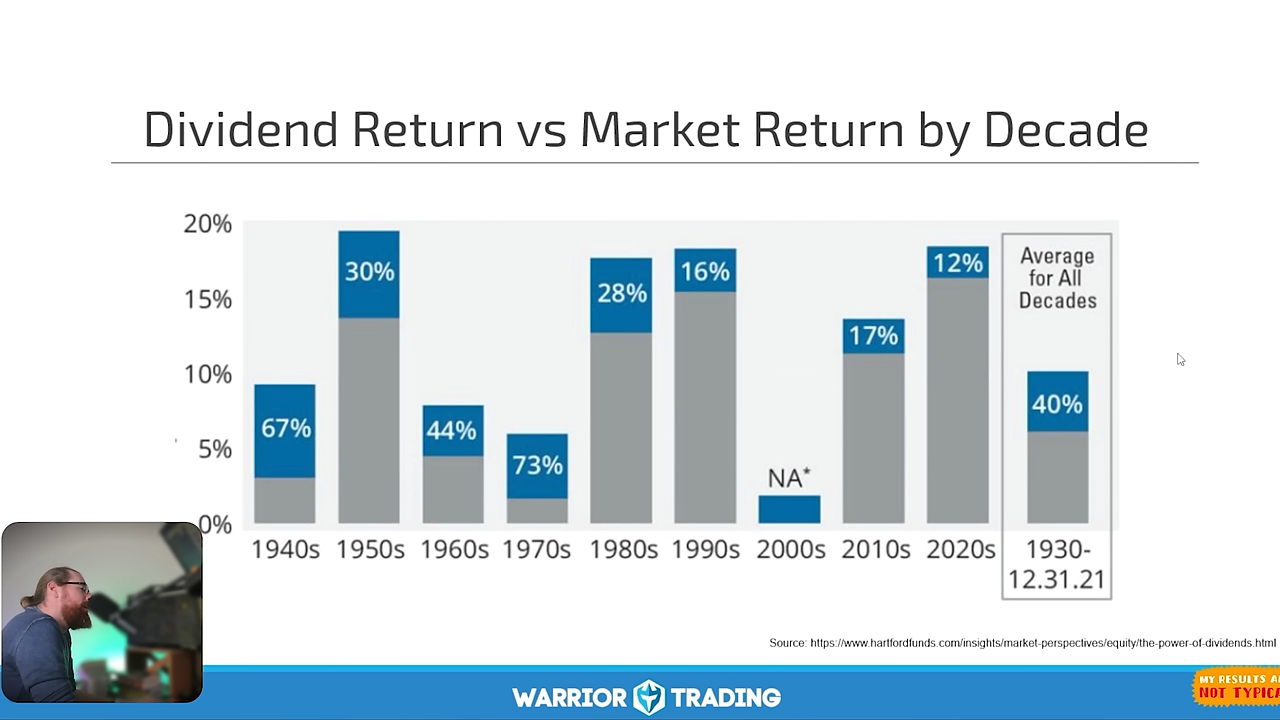 Dividend Return vs Market Return by Decade
20%
15%
10%
5%
0%
67%
30%
44%
73%
28%
16%
NA*
17%
12%
Average
for All
Decades
40%
1940s 1950s 1960s 1970s 1980s 1990s 2000s 2010s 2020s 1930-
12.31.21
Source: https://www.hartfordfunds.com/insights/market-perspectives/equity/the-power-of-dividends.html
WARRIOR TRADING
MY RESULTS
NOT